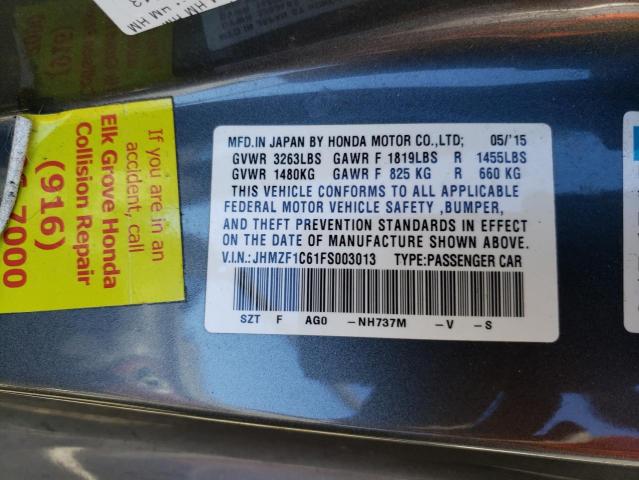 MFD.IN JAPAN BY HONDA MOTOR CO.,LTD; 05/'15
GVWR 3263LBS GAWR F 1819LBS R 1455LBS
GVWR 1480KG GAWR F 825 KG R 660 KG
THIS VEHICLE CONFORMS TO ALL APPLICABLE
FEDERAL MOTOR VEHICLE SAFETY ,BUMPER,
AND THEFT PREVENTION STANDARDS IN EFFECT
ON THE DATE OF MANUFACTURE SHOWN ABOVE.
V.I.N.:JHMZF1C61FS003013 TYPE:PASSENGER CAR
SZT F AG0 -NH737M -V -S
If you are in an
accident, call
Elk Grove Honda
Collision Repair
(916)
7000